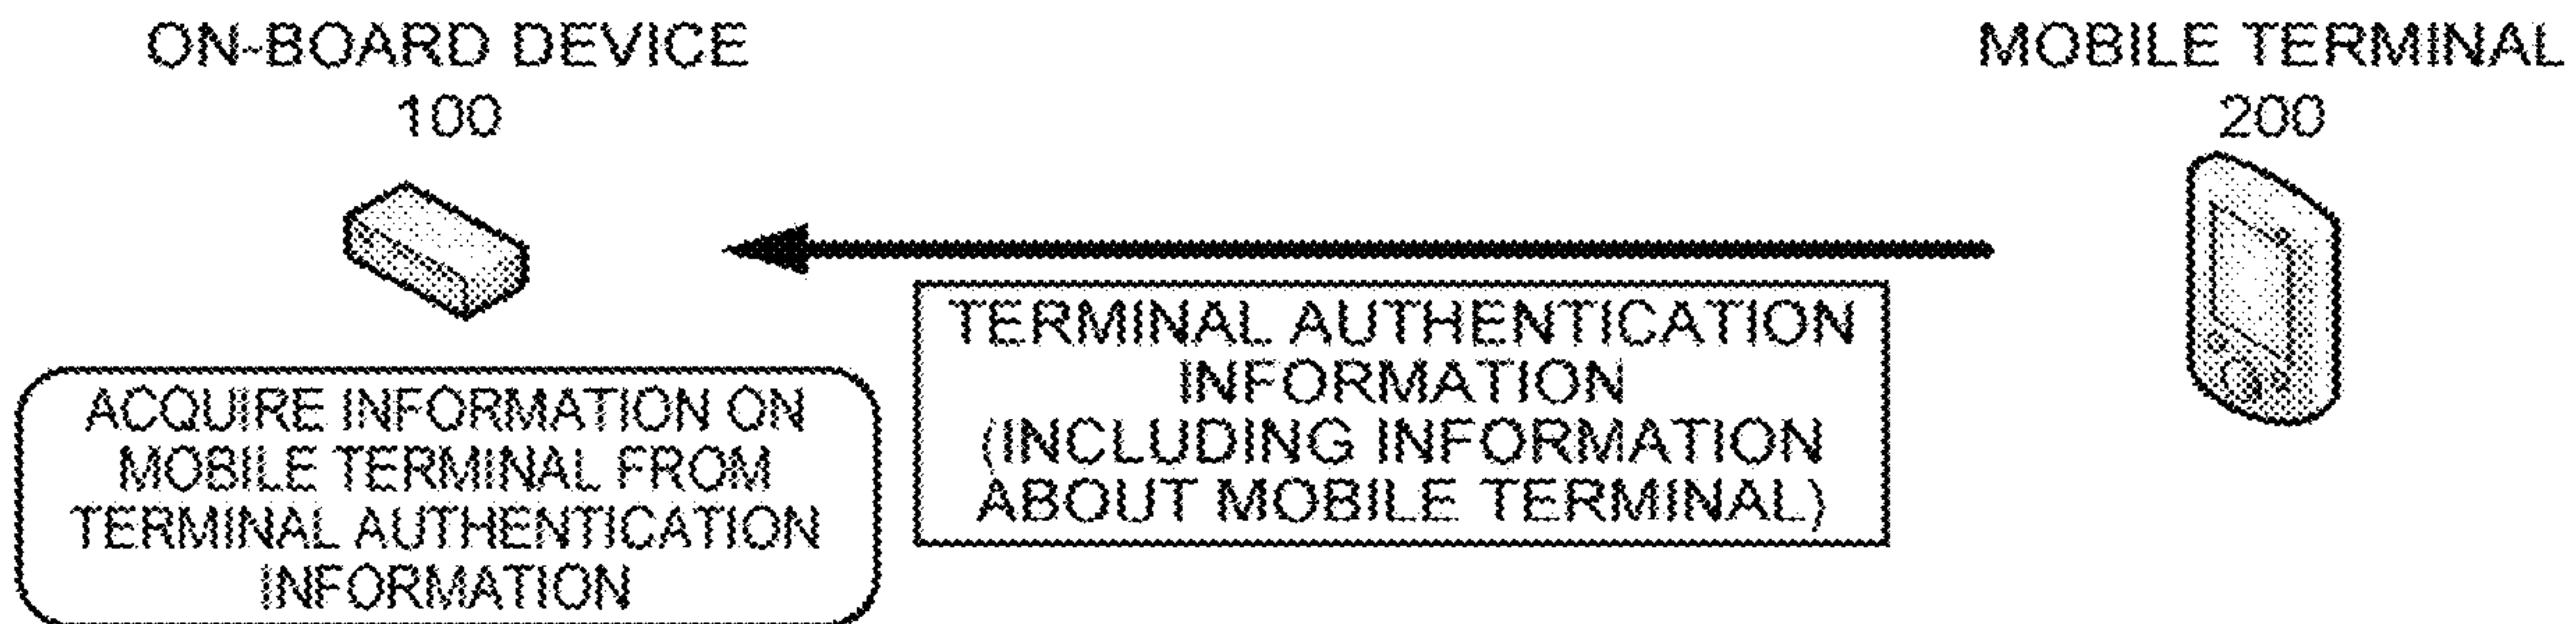 ON-BOARD DEVICE
100
MOBILE TERMINAL
200
TERMINAL AUTHENTICATION
INFORMATION
(INCLUDING INFORMATION
ABOUT MOBILE TERMINAL)
ACQUIRE INFORMATION ON
MOBILE TERMINAL FROM
TERMINAL AUTHENTICATION
INFORMATION